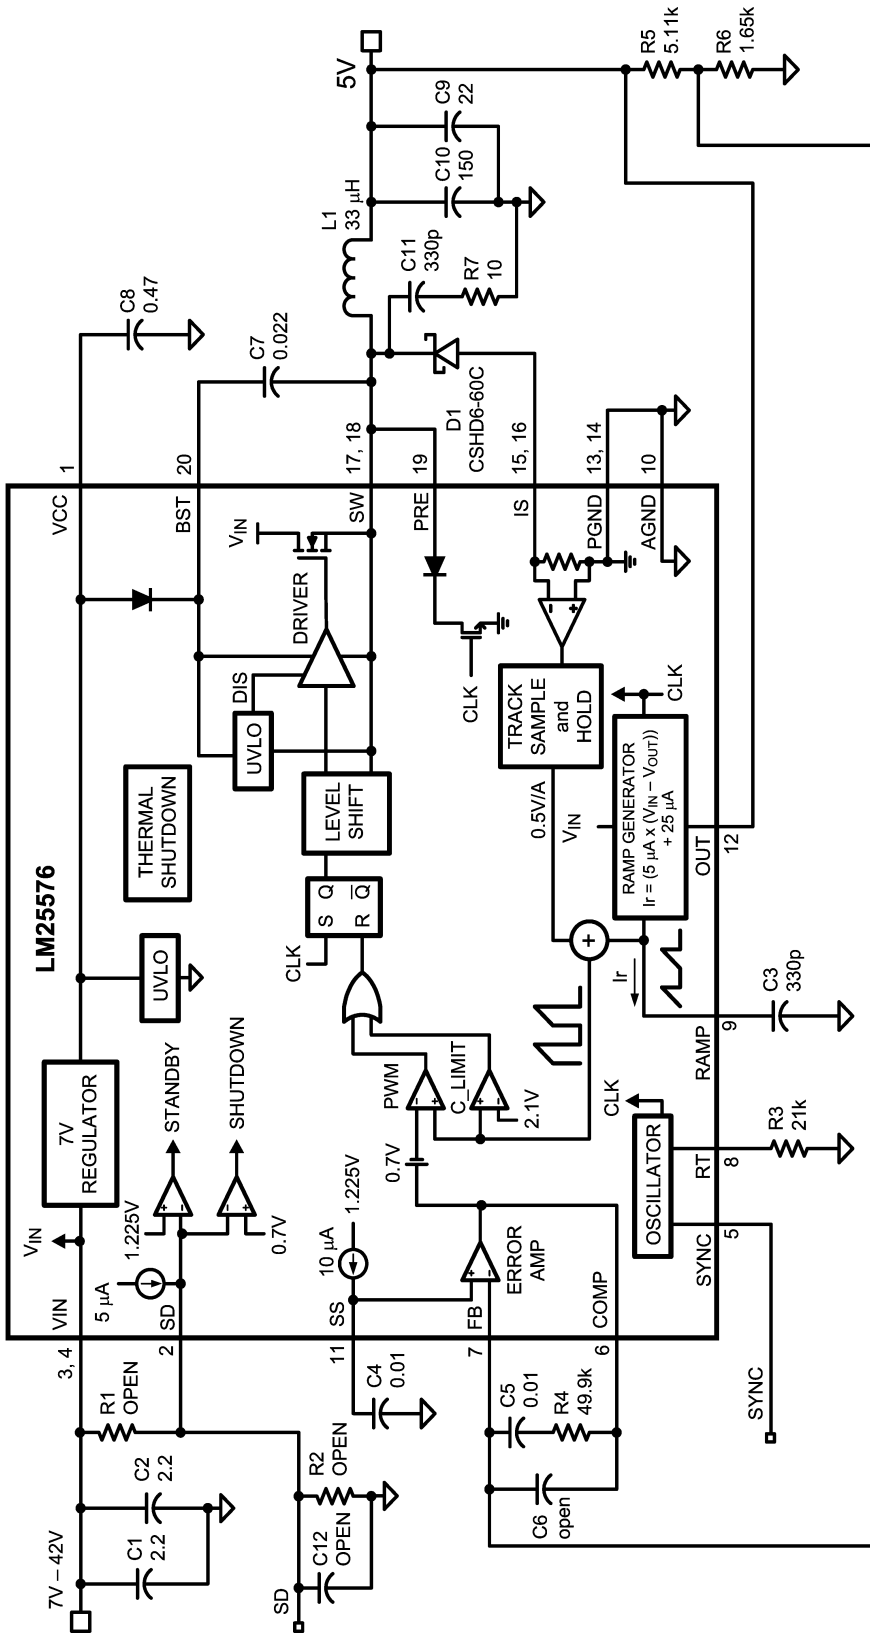 LM25576
7V – 42V
C1
2.2
C2
2.2
R1
OPEN
3, 4
VIN
VIN
7V
REGULATOR
UVLO
THERMAL
SHUTDOWN
VCC
1
C8
0.47
SD
C12
OPEN
R2
OPEN
2
SD
5 µA
1.225V
0.7V
STANDBY
SHUTDOWN
UVLO
DIS
DRIVER
VIN
BST
20
C7
0.022
C4
0.01
11
SS
10 µA
1.225V
CLK
S Q
R Q
LEVEL
SHIFT
SW
17, 18
L1
33 µH
5V
C10
150
C9
22
C11
330p
R7
10
D1
CSHD6-60C
CLK
PRE
19
C6
open
C5
0.01
R4
49.9k
7
FB
6
COMP
ERROR
AMP
0.7V
PWM
C_LIMIT
2.1V
0.5V/A
TRACK
SAMPLE
and
HOLD
IS
15, 16
PGND
13, 14
AGND
10
R5
5.11k
R6
1.65k
SYNC
5
SYNC
OSCILLATOR
CLK
8
RT
R3
21k
9
RAMP
C3
330p
Ir
+
VIN
RAMP GENERATOR
Ir = (5 µA x (VIN – VOUT))
+ 25 µA
CLK
OUT
12